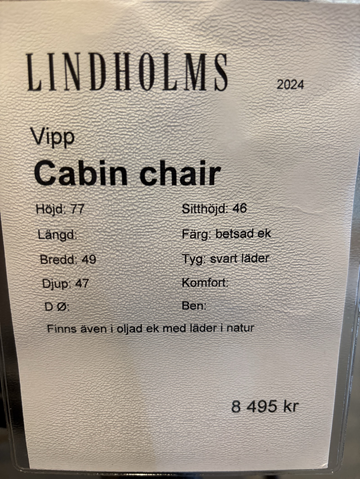 LINDHOLMS 2024
Vipp
Cabin chair
Höjd: 77 Sitthöjd: 46
Längd: Färg: betsad ek
Bredd: 49 Tyg: svart läder
Djup: 47 Komfort:
D Ø: Ben:
Finns även i oljad ek med läder i natur
8 495 kr